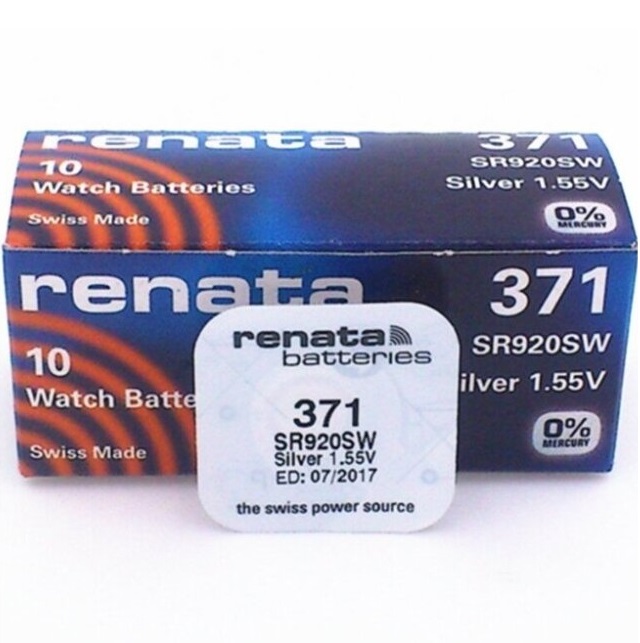 renata
371
10
SR920SW
Watch Batteries
Silver 1.55V
Swiss Made
0%
MERCURY
renata
371
10
SR920SW
Watch Batte
ilver 1.55V
Swiss Made
0%
MERCURY
renata
batteries
371
SR920SW
Silver 1.55V
ED: 07/2017
the swiss power source